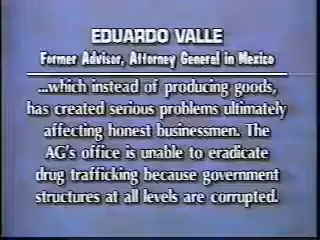 EDUARDO VALLE
Former Advisor, Attorney General in Mexico
...which instead of producing goods,
has created serious problems ultimately
affecting honest businessmen. The
AG's office is unable to eradicate
drug trafficking because government
structures at all levels are corrupted.